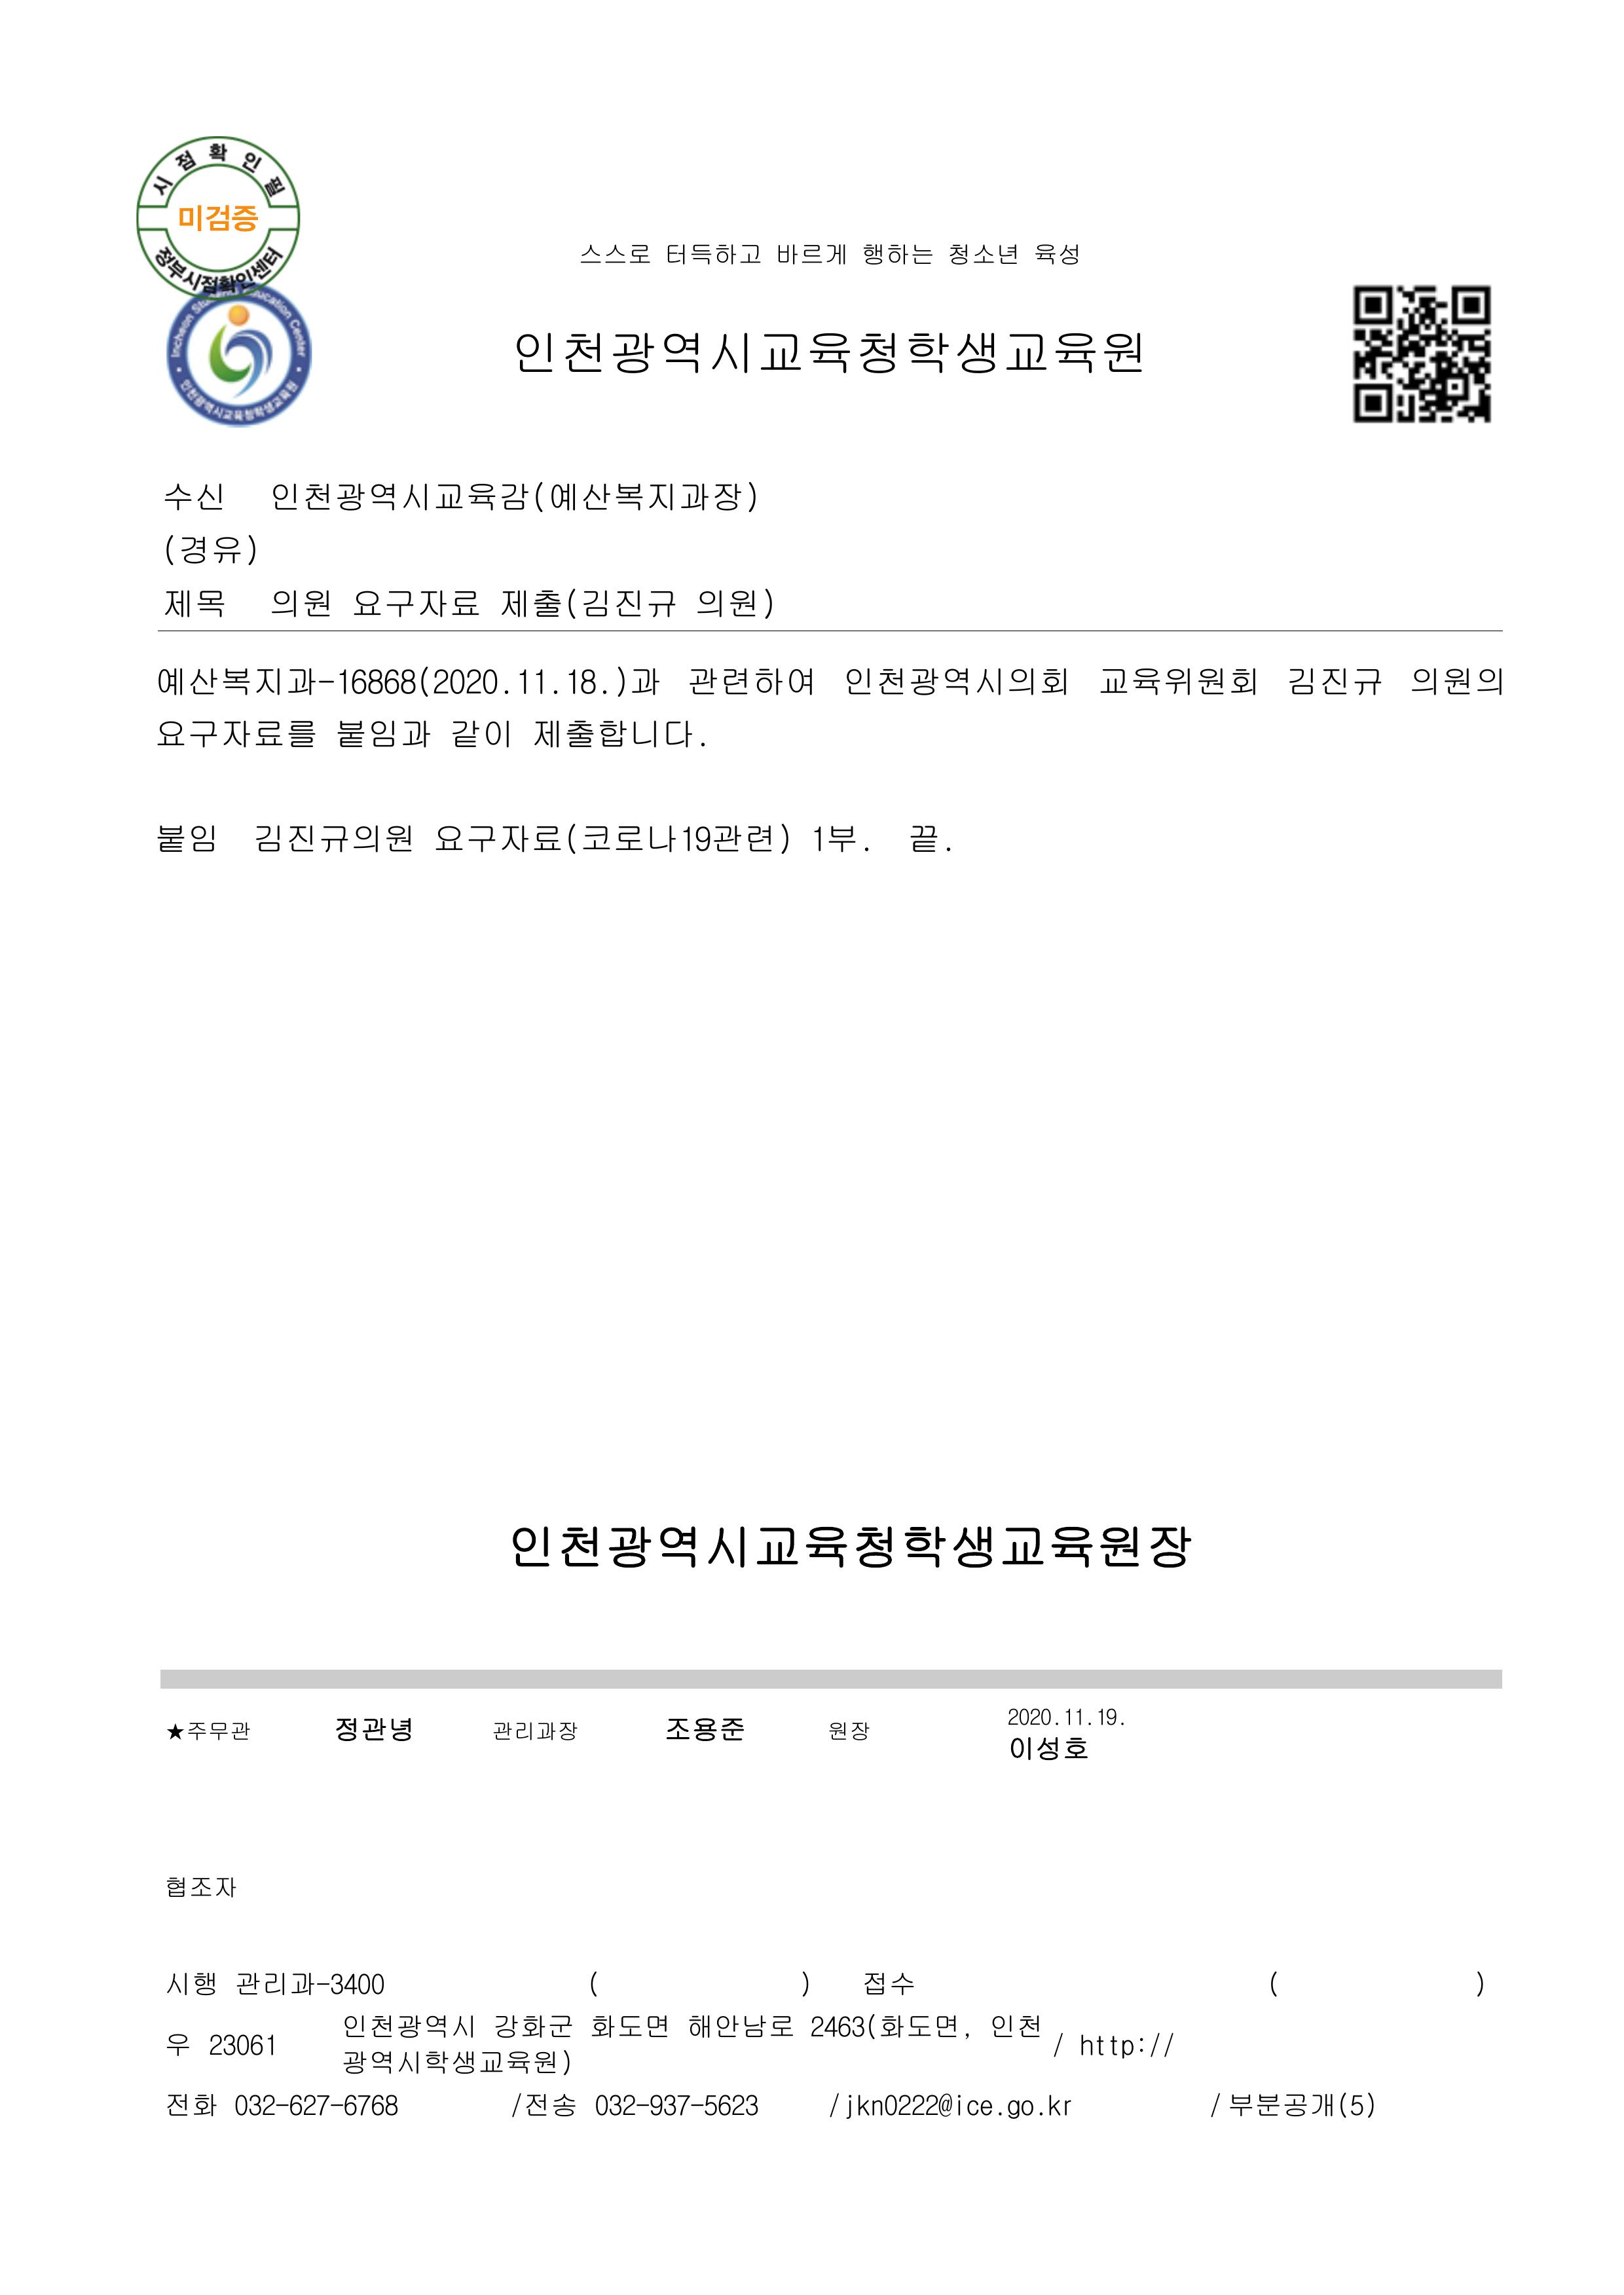 시점확인필
미검증
정부시점확인센터
스스로 터득하고 바르게 행하는 청소년 육성
Incheon Student Education Center
인천광역시교육청학생교육원
인천광역시교육청학생교육원
수신 인천광역시교육감(예산복지과장)
(경유)
제목 의원 요구자료 제출(김진규 의원)
예산복지과-16868(2020.11.18.)과 관련하여 인천광역시의회 교육위원회 김진규 의원의
요구자료를 붙임과 같이 제출합니다.
붙임 김진규의원 요구자료(코로나19관련) 1부. 끝.
인천광역시교육청학생교육원장
★주무관 정관녕 관리과장 조용준 원장 2020.11.19.
이성호
협조자
시행 관리과-3400 ( ) 접수 ( )
우 23061 인천광역시 강화군 화도면 해안남로 2463(화도면, 인천
광역시학생교육원) / http://
전화 032-627-6768 /전송 032-937-5623 /jkn0222@ice.go.kr / 부분공개(5)